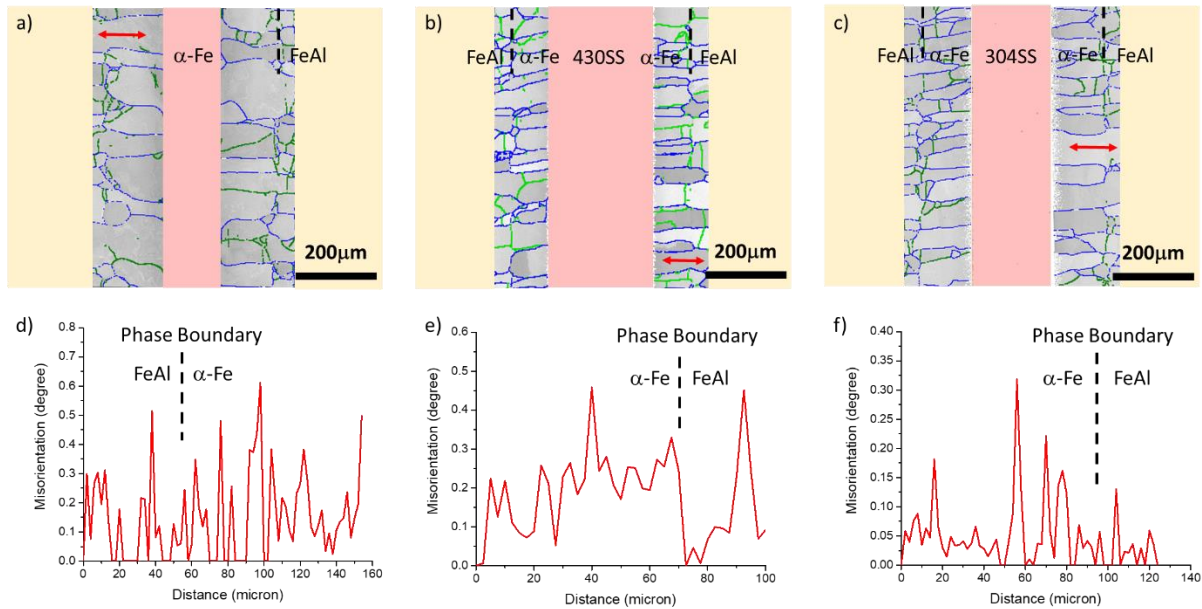 a)
α-Fe
FeAl
200μm
b)
FeAl
α-Fe
430SS
α-Fe
FeAl
200μm
c)
FeAl
α-Fe
304SS
α-Fe
FeAl
200μm
d)
Phase Boundary
FeAl
α-Fe
Misorientation (degree)
0.8
0.7
0.6
0.5
0.4
0.3
0.2
0.1
0.0
0 20 40 60 80 100 120 140 160
Distance (micron)
e)
Phase Boundary
α-Fe
FeAl
Misorientation (degree)
0.6
0.5
0.4
0.3
0.2
0.1
0.0
0 20 40 60 80 100
Distance (micron)
f)
Phase Boundary
α-Fe
FeAl
Misorientation (degree)
0.40
0.35
0.30
0.25
0.20
0.15
0.10
0.05
0.00
0 20 40 60 80 100 120 140
Distance (micron)